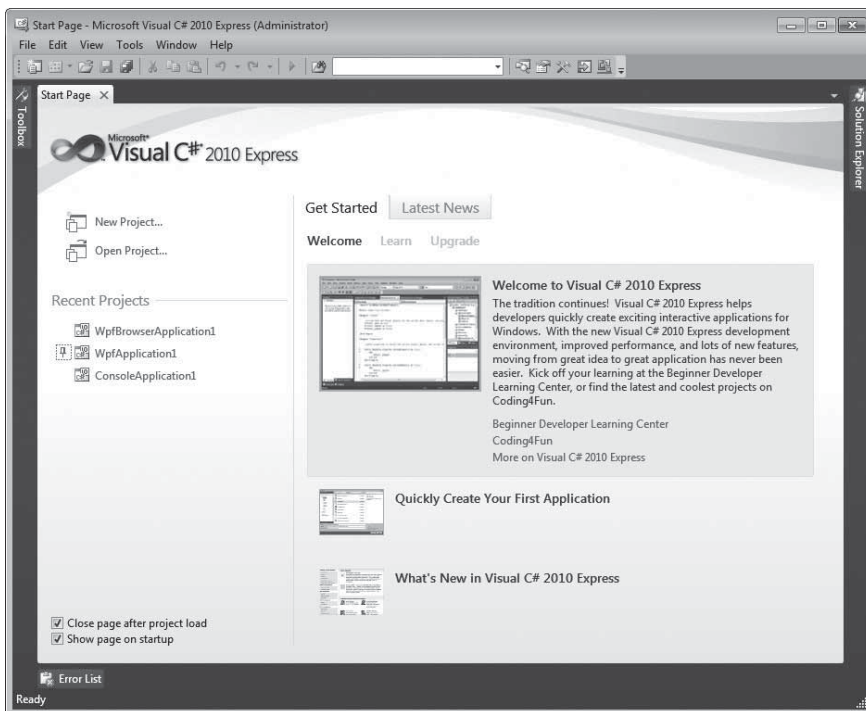 Start Page - Microsoft Visual C# 2010 Express (Administrator)
File Edit View Tools Window Help
Start Page
Toolbox
Solution Explorer
Microsoft®
Visual C#® 2010 Express
New Project...
Open Project...
Recent Projects
WpfBrowserApplication1
WpfApplication1
ConsoleApplication1
Close page after project load
Show page on startup
Get Started Latest News
Welcome Learn Upgrade
Welcome to Visual C# 2010 Express
The tradition continues! Visual C# 2010 Express helps
developers quickly create exciting interactive applications for
Windows. With the new Visual C# 2010 Express development
environment, improved performance, and lots of new features,
moving from great idea to great application has never been
easier. Kick off your learning at the Beginner Developer
Learning Center, or find the latest and coolest projects on
Coding4Fun.
Beginner Developer Learning Center
Coding4Fun
More on Visual C# 2010 Express
Quickly Create Your First Application
What's New in Visual C# 2010 Express
Error List
Ready